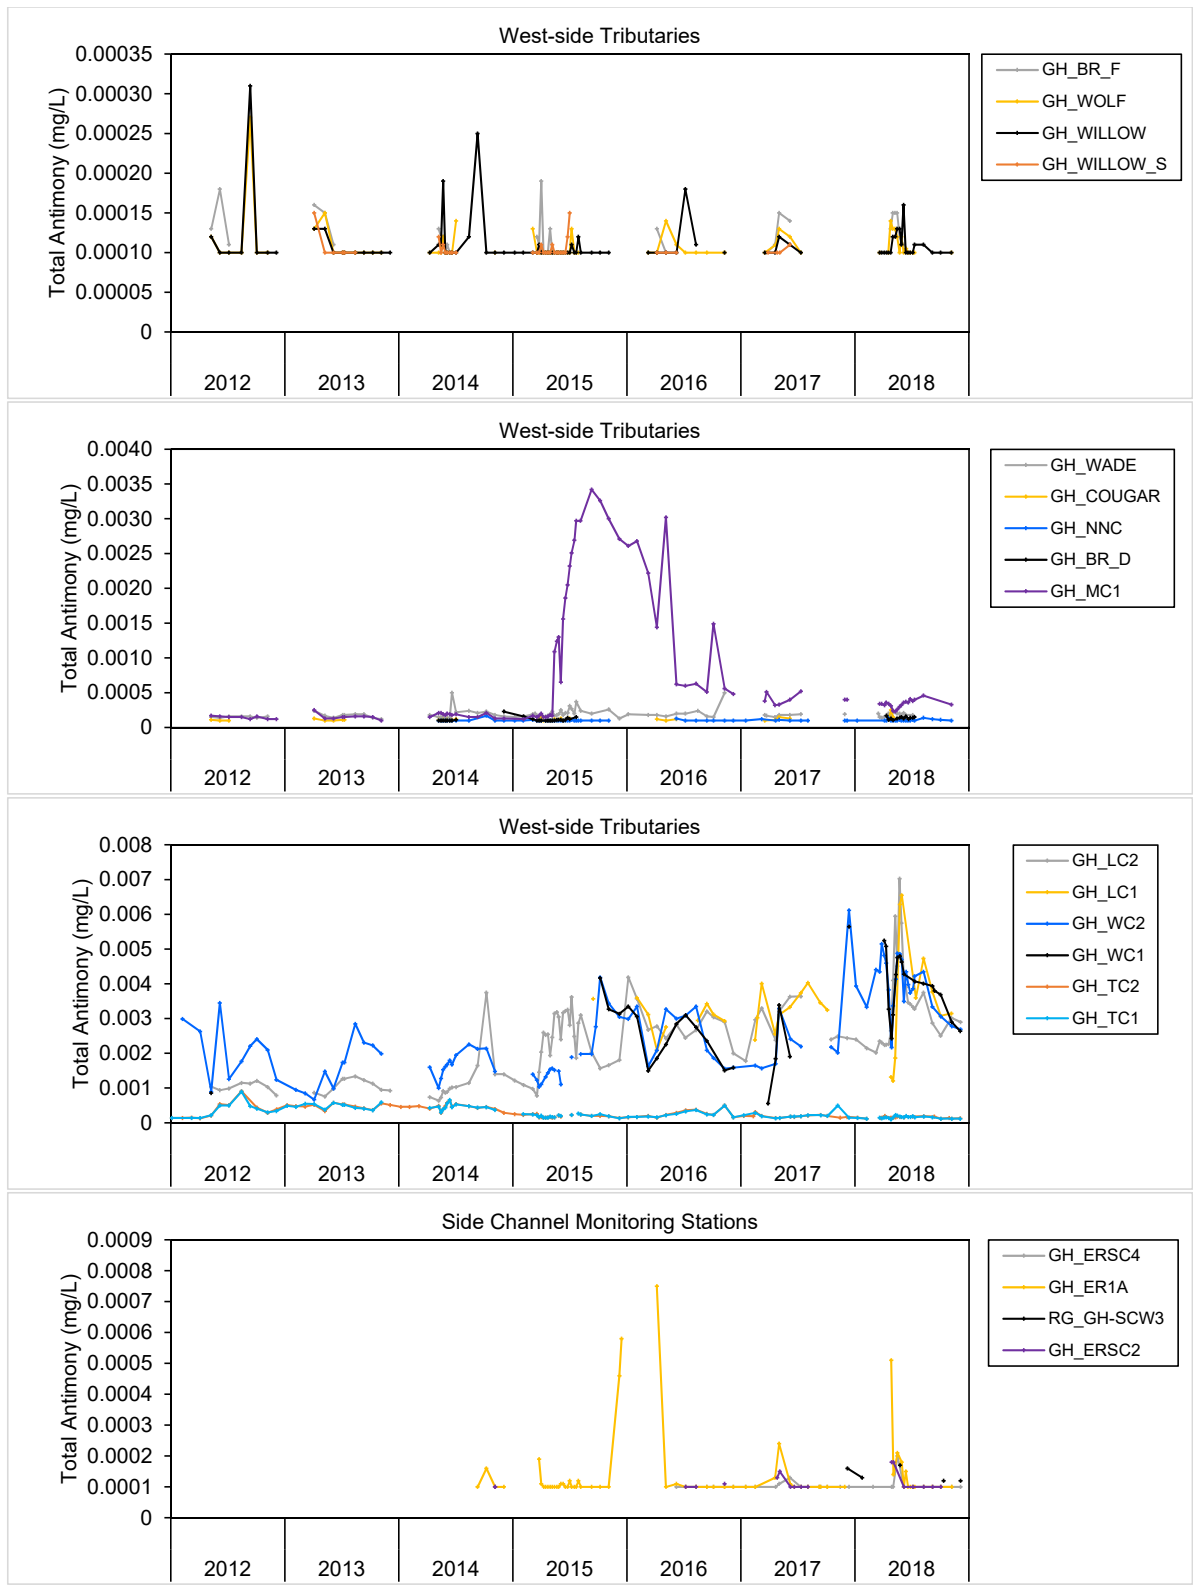 West-side Tributaries
Total Antimony (mg/L)
0.00035
0.00030
0.00025
0.00020
0.00015
0.00010
0.00005
0
2012 2013 2014 2015 2016 2017 2018
GH_BR_F
GH_WOLF
GH_WILLOW
GH_WILLOW_S
West-side Tributaries
Total Antimony (mg/L)
0.0040
0.0035
0.0030
0.0025
0.0020
0.0015
0.0010
0.0005
0
2012 2013 2014 2015 2016 2017 2018
GH_WADE
GH_COUGAR
GH_NNC
GH_BR_D
GH_MC1
West-side Tributaries
Total Antimony (mg/L)
0.008
0.007
0.006
0.005
0.004
0.003
0.002
0.001
0
2012 2013 2014 2015 2016 2017 2018
GH_LC2
GH_LC1
GH_WC2
GH_WC1
GH_TC2
GH_TC1
Side Channel Monitoring Stations
Total Antimony (mg/L)
0.0009
0.0008
0.0007
0.0006
0.0005
0.0004
0.0003
0.0002
0.0001
0
2012 2013 2014 2015 2016 2017 2018
GH_ERSC4
GH_ER1A
RG_GH-SCW3
GH_ERSC2